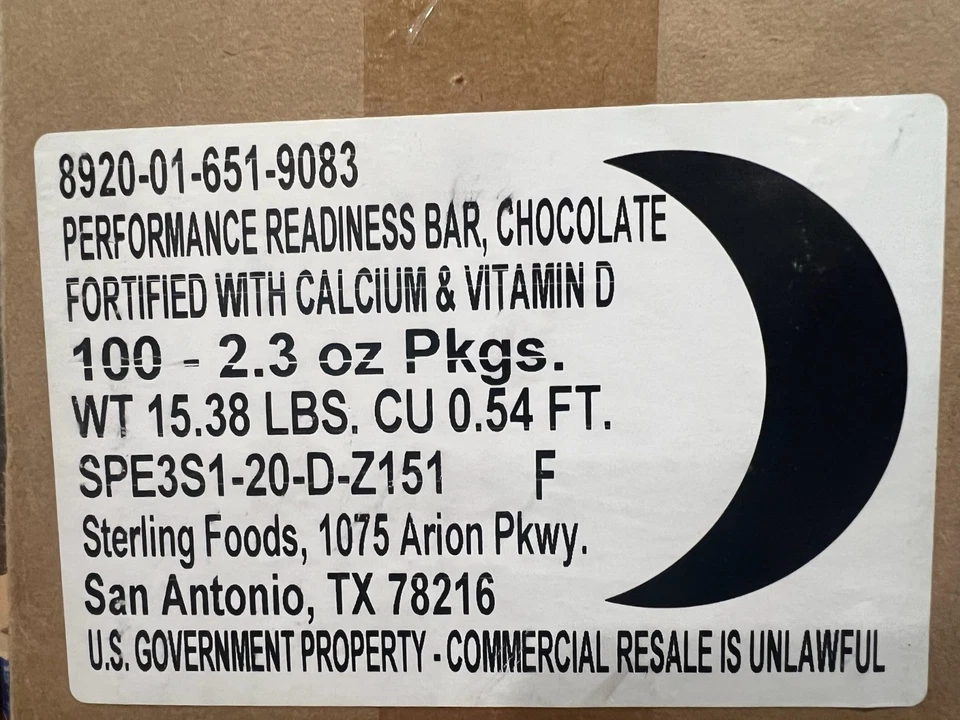 8920-01-651-9083
PERFORMANCE READINESS BAR, CHOCOLATE
FORTIFIED WITH CALCIUM & VITAMIN D
100 - 2.3 oz Pkgs.
WT 15.38 LBS. CU 0.54 FT.
SPE3S1-20-D-Z151 F
Sterling Foods, 1075 Arion Pkwy.
San Antonio, TX 78216
U.S. GOVERNMENT PROPERTY - COMMERCIAL RESALE IS UNLAWFUL